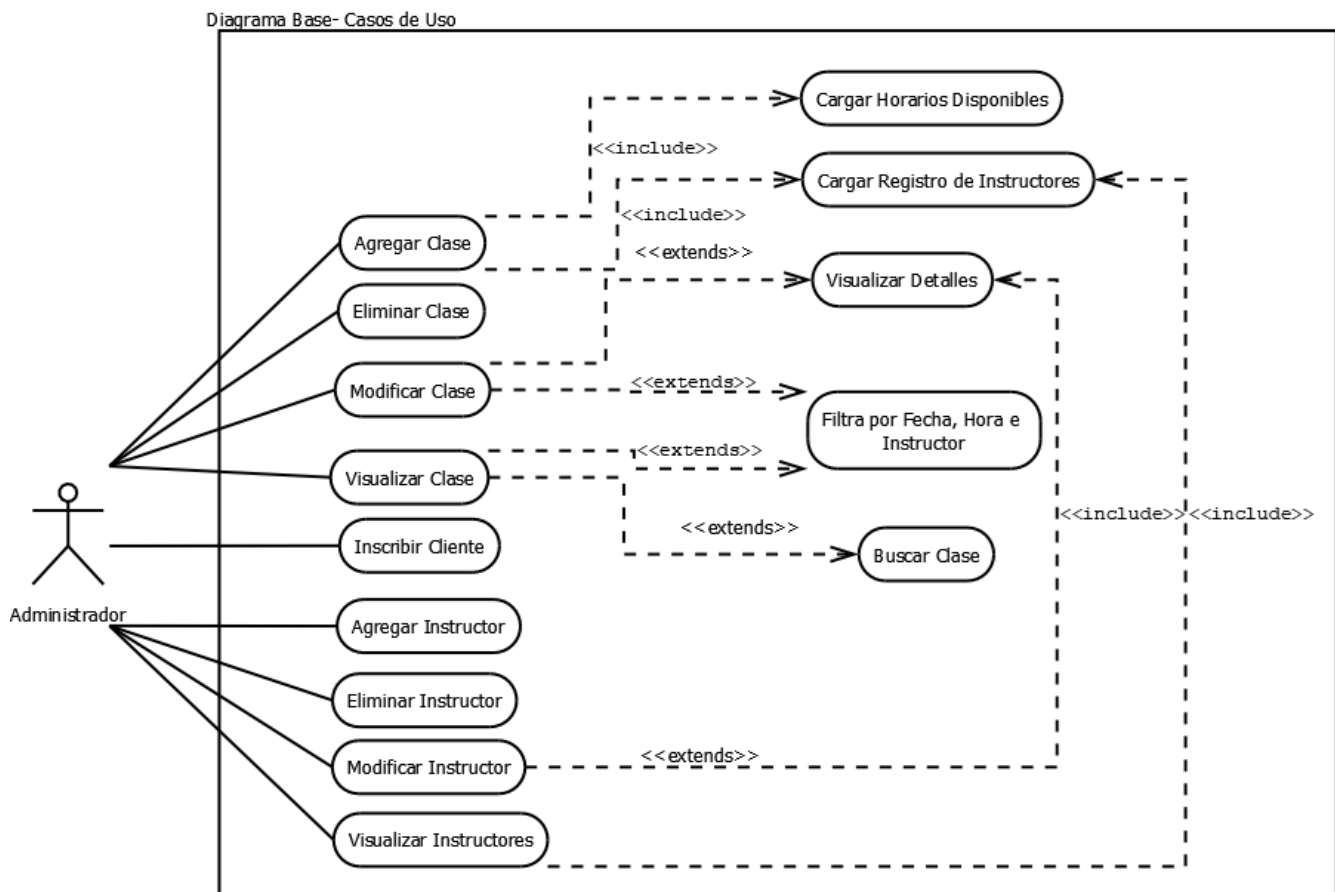 Diagrama Base- Casos de Uso
Cargar Horarios Disponibles
<<include>>
Cargar Registro de Instructores
<<include>>
Agregar Clase
<<extends>>
Visualizar Detalles
Eliminar Clase
Modificar Clase
<<extends>>
Filtra por Fecha, Hora e
Instructor
<<extends>>
Visualizar Clase
<<include>>
<<include>>
<<extends>>
Buscar Clase
Inscribir Cliente
Administrador
Agregar Instructor
Eliminar Instructor
<<extends>>
Modificar Instructor
Visualizar Instructores